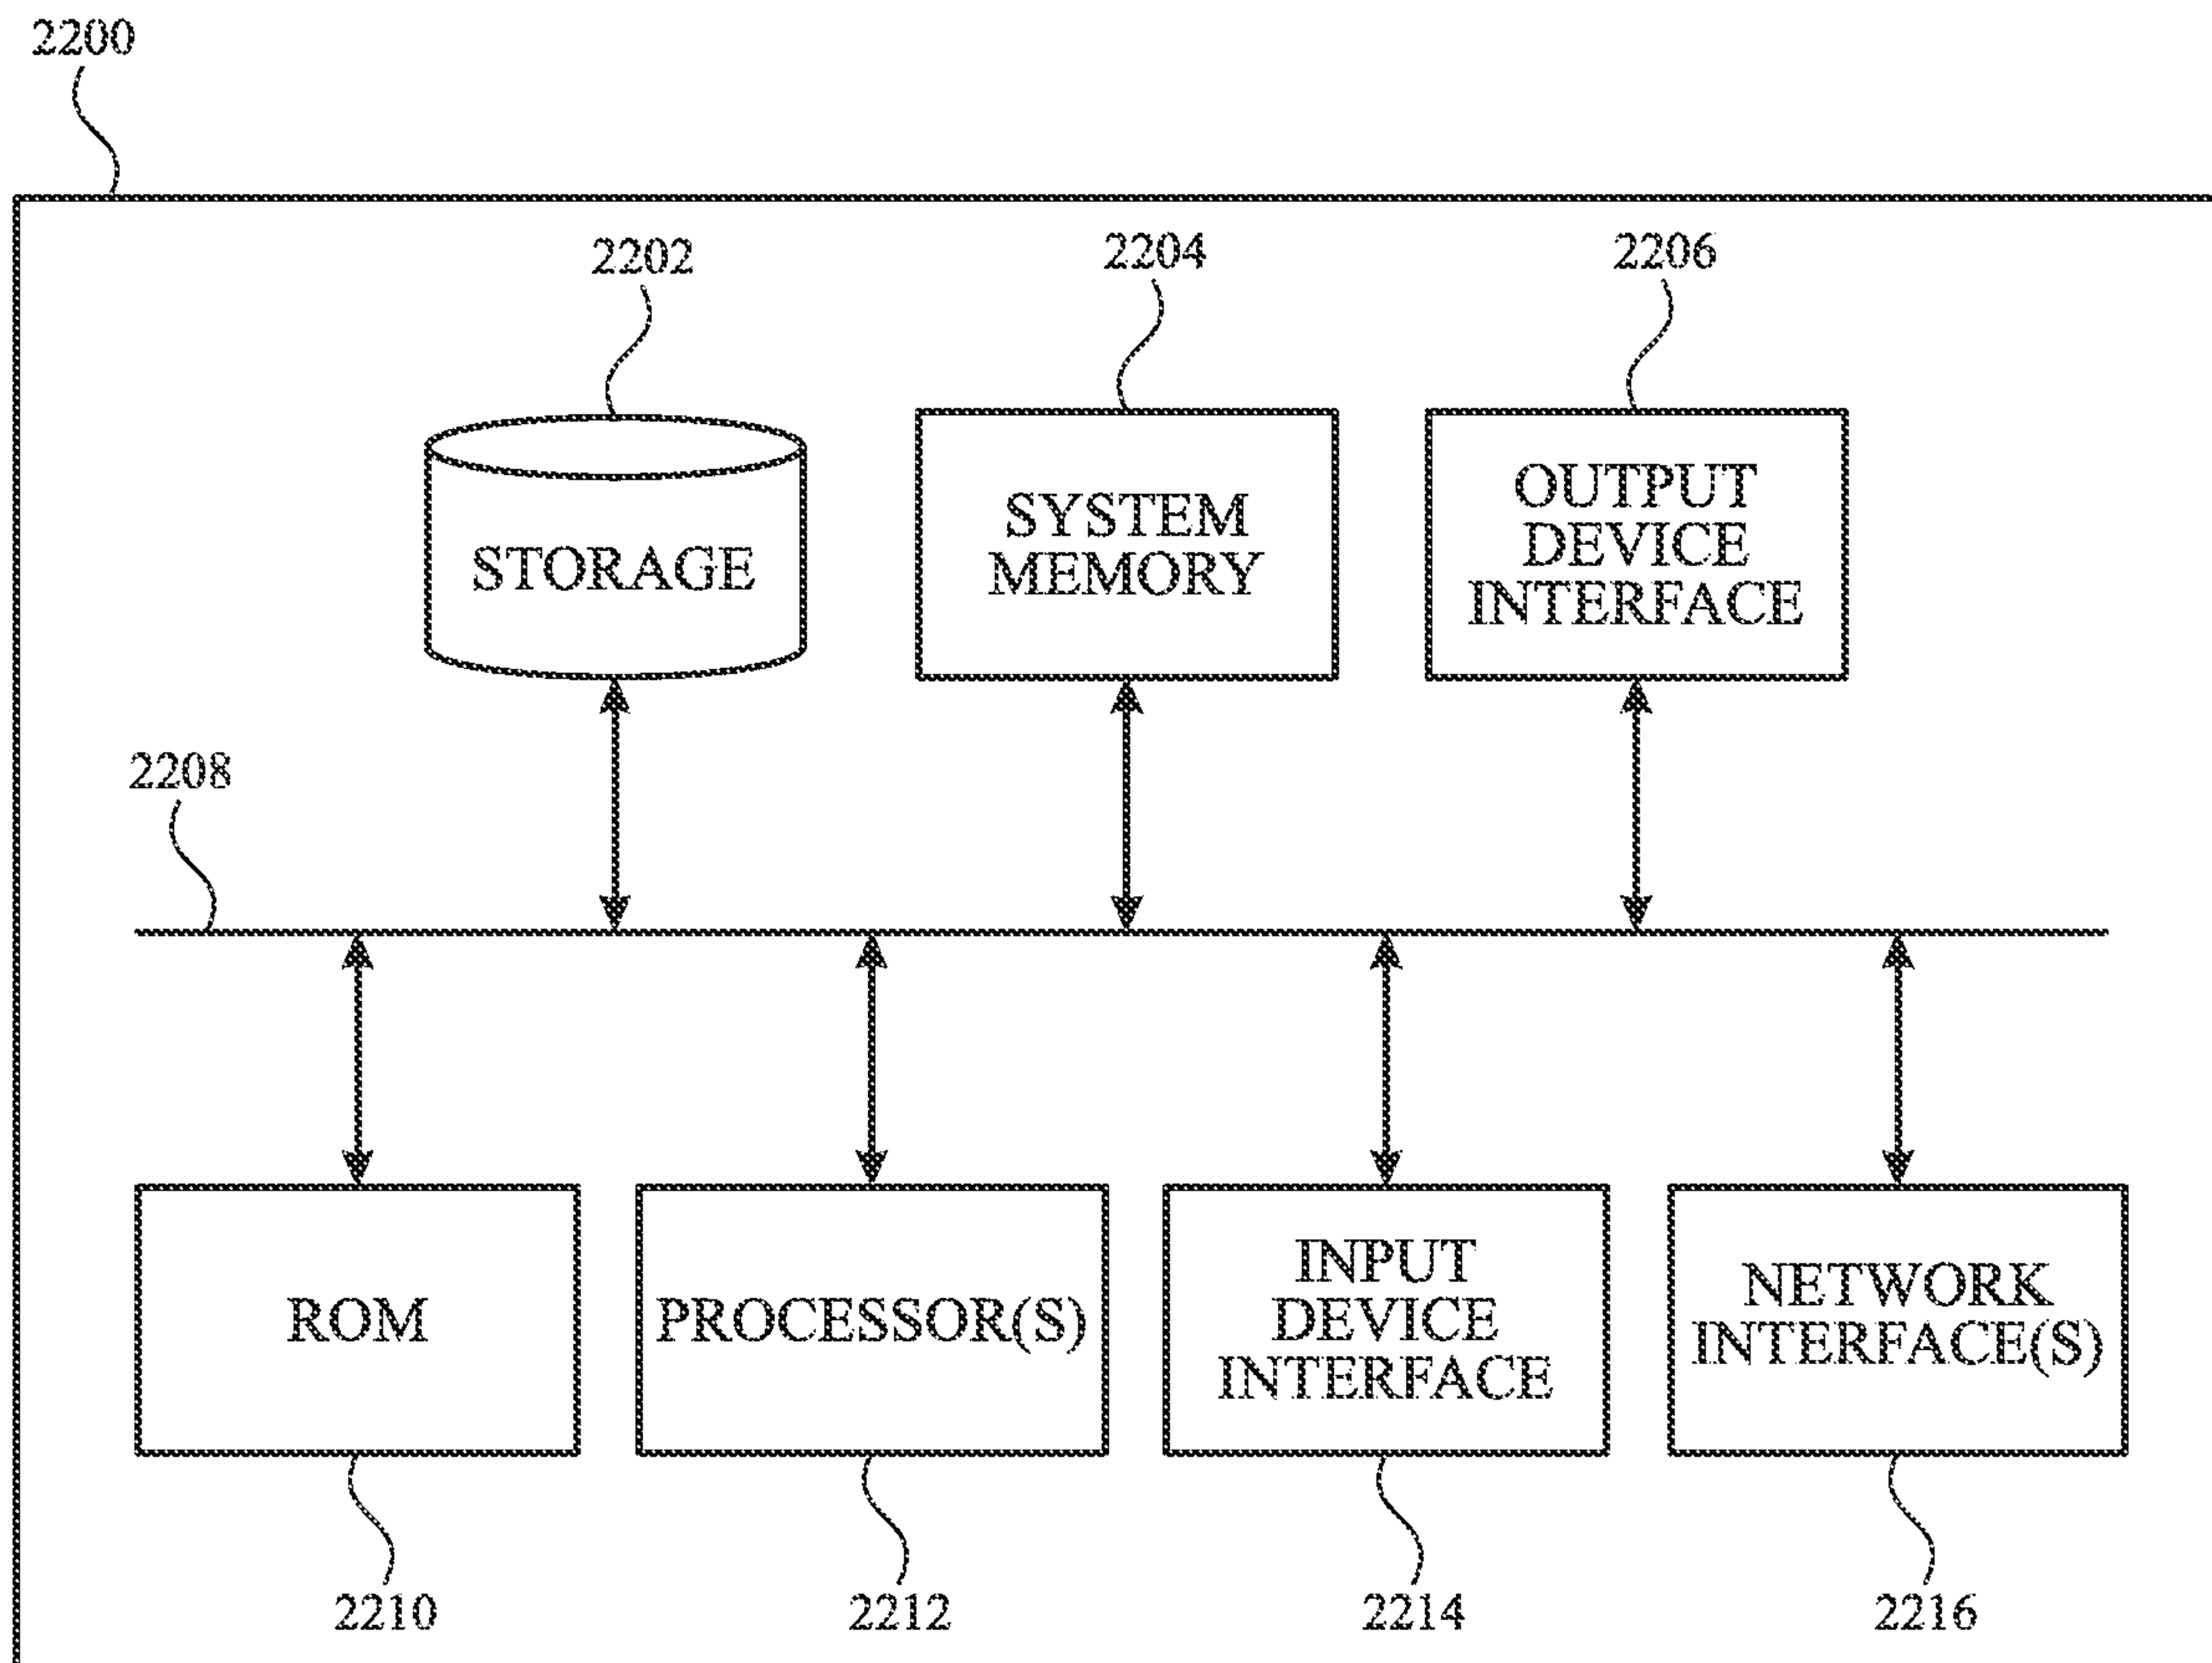 2200
2202
2204
2206
STORAGE
SYSTEM
MEMORY
OUTPUT
DEVICE
INTERFACE
2208
ROM
PROCESSOR(S)
INPUT
DEVICE
INTERFACE
NETWORK
INTERFACE(S)
2210
2212
2214
2216